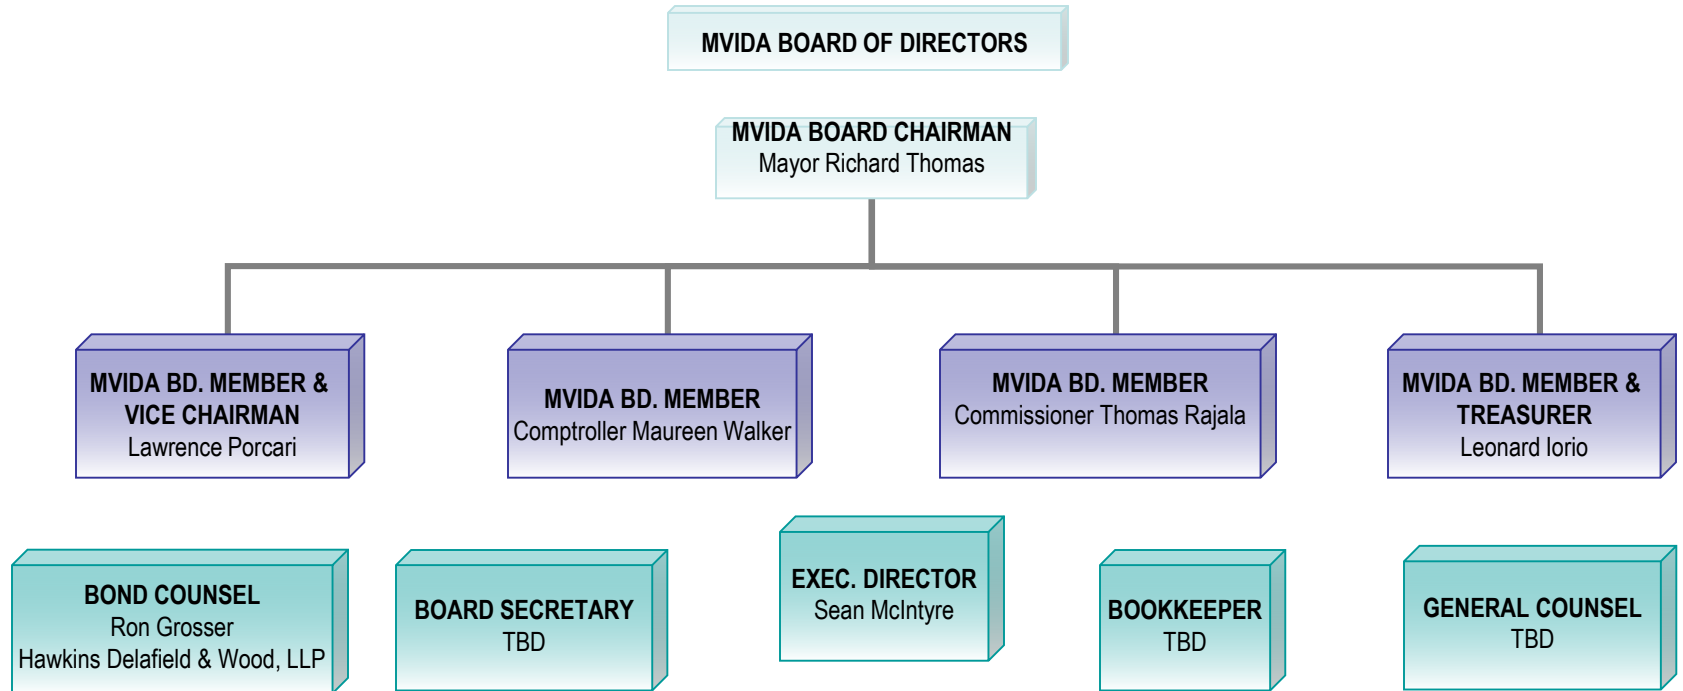 MVIDA BOARD OF DIRECTORS
MVIDA BOARD CHAIRMAN
Mayor Richard Thomas
MVIDA BD. MEMBER &
VICE CHAIRMAN
Lawrence Porcari
MVIDA BD. MEMBER
Comptroller Maureen Walker
MVIDA BD. MEMBER
Commissioner Thomas Rajala
MVIDA BD. MEMBER &
TREASURER
Leonard Iorio
BOND COUNSEL
Ron Grosser
Hawkins Delafield & Wood, LLP
BOARD SECRETARY
TBD
EXEC. DIRECTOR
Sean McIntyre
BOOKKEEPER
TBD
GENERAL COUNSEL
TBD